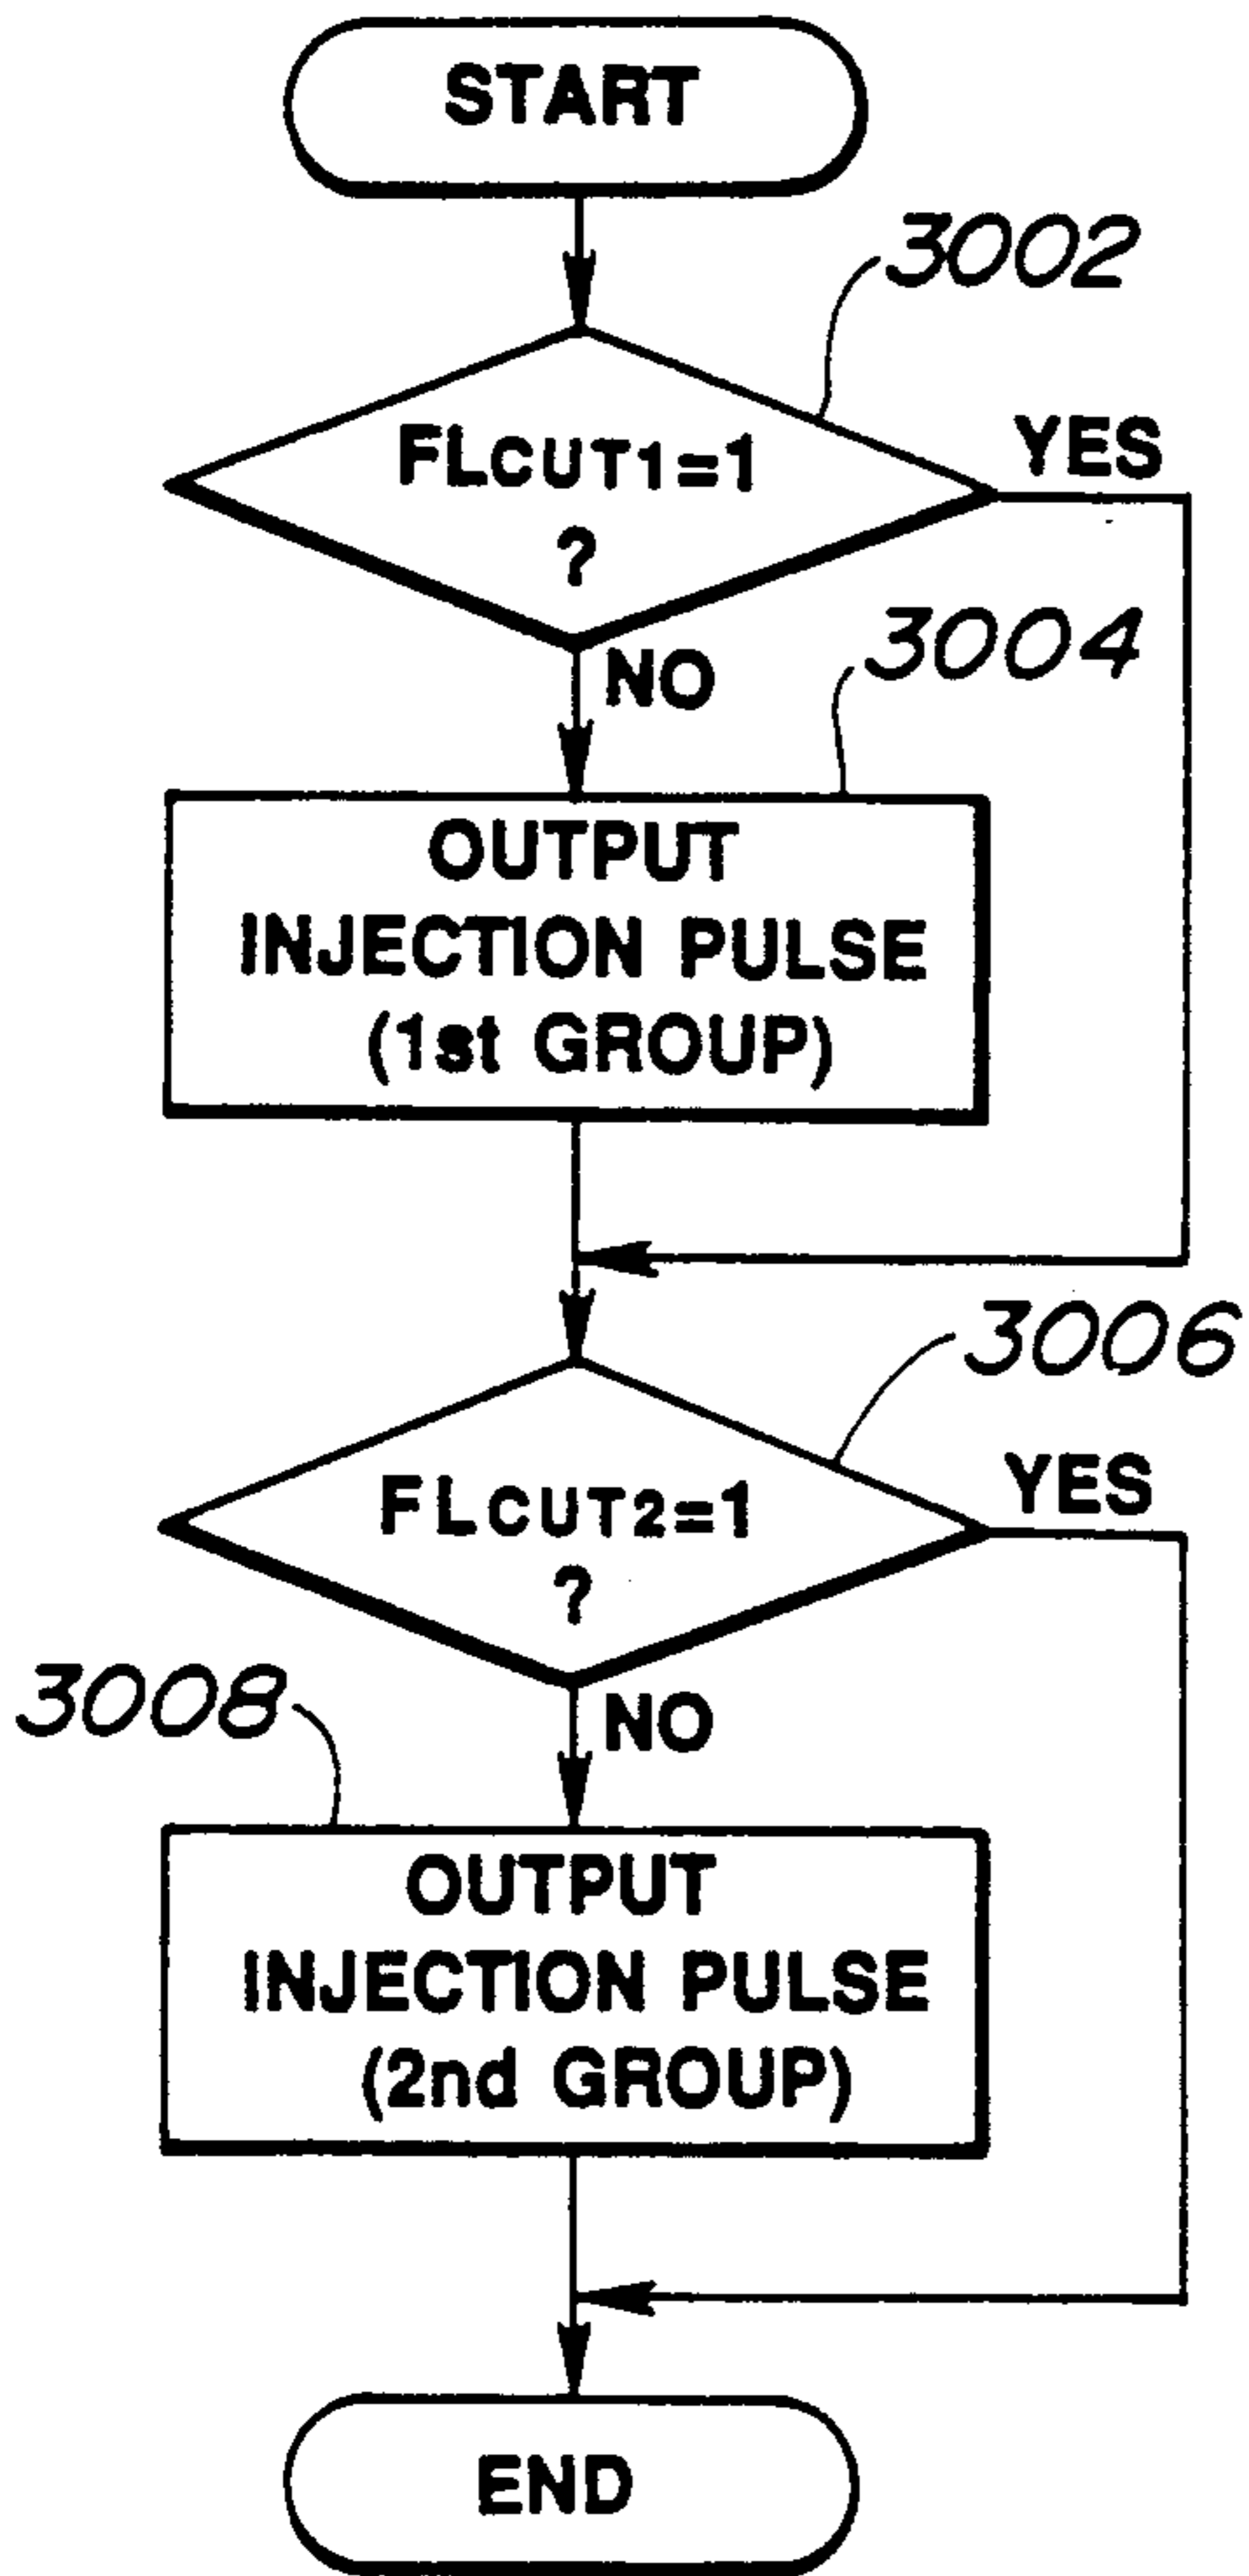 START
3002
FLCUT1=1
?
YES
NO
3004
OUTPUT
INJECTION PULSE
(1st GROUP)
3006
FLCUT2=1
?
YES
NO
3008
OUTPUT
INJECTION PULSE
(2nd GROUP)
END